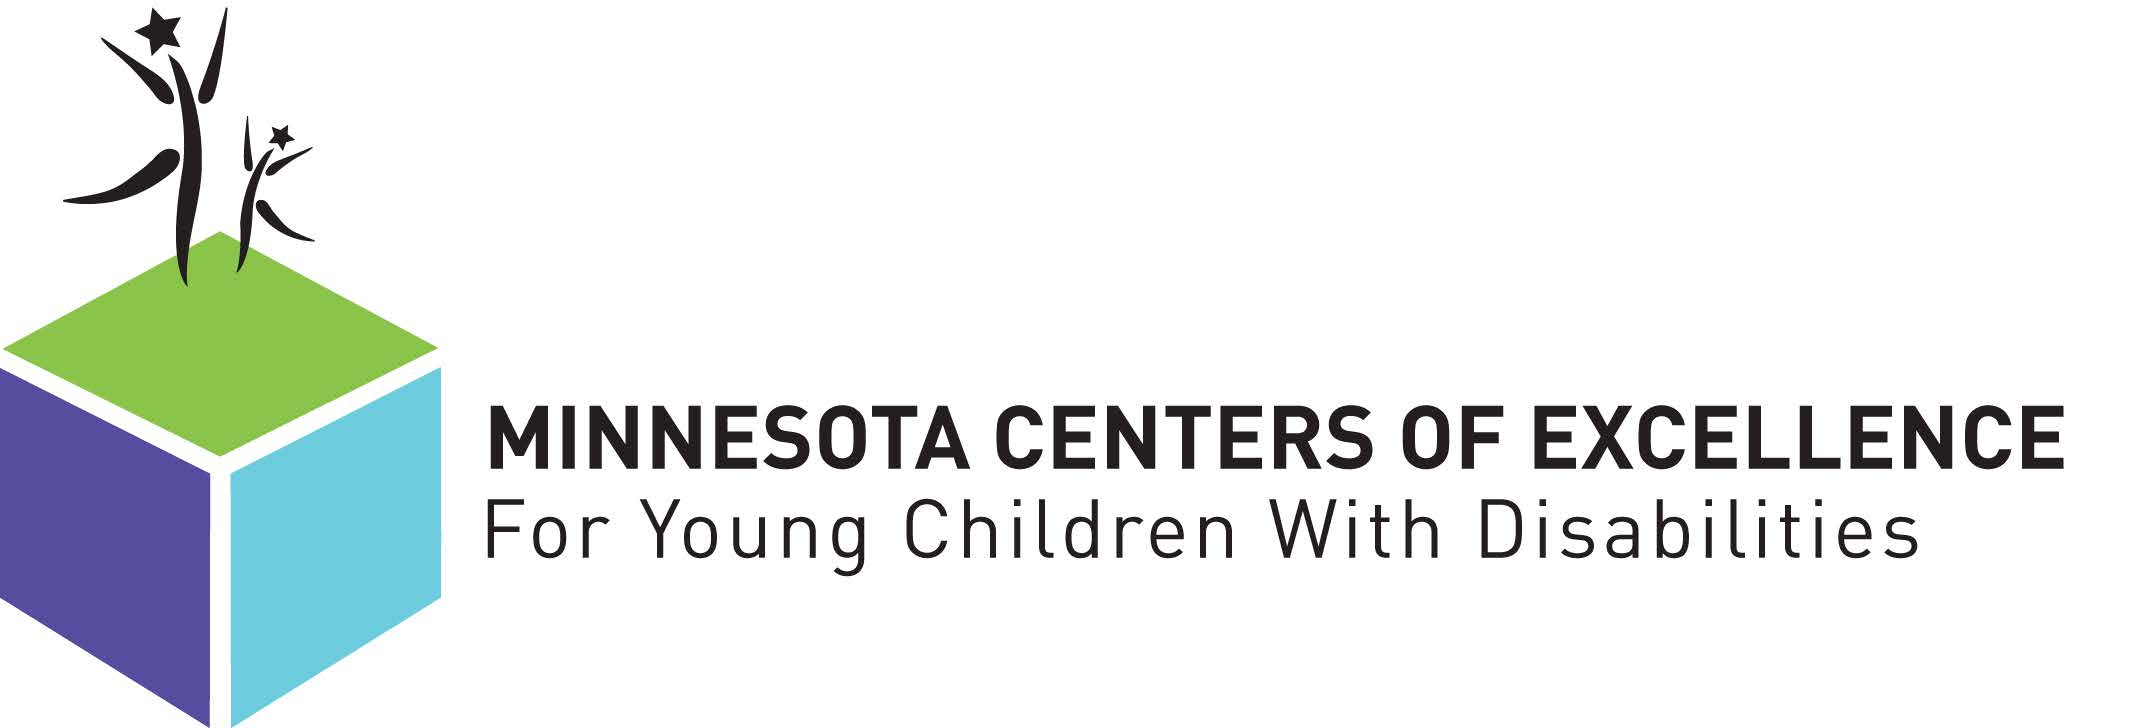 MINNESOTA CENTERS OF EXCELLENCE
For Young Children With Disabilities